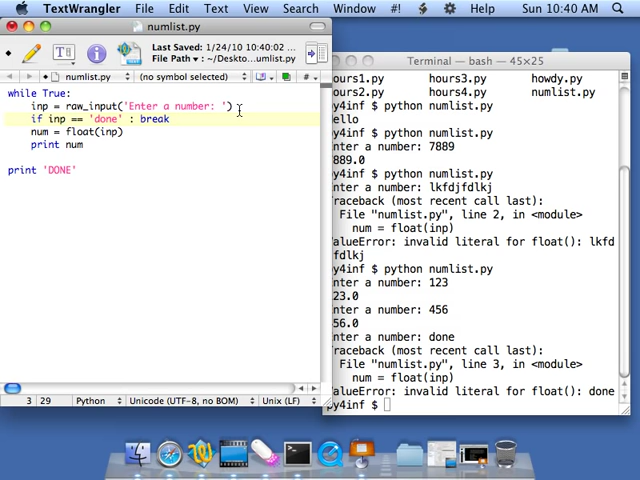 TextWrangler File Edit Text View Search Window #! Help Sun 10:40 AM
numlist.py
Last Saved: 1/24/10 10:40:02 ...
File Path : ~/Deskto...umlist.py
numlist.py (no symbol selected) #
while True:
inp = raw_input('Enter a number: ')
if inp == 'done' : break
num = float(inp)
print num
print 'DONE'
3 29 Python Unicode (UTF-8, no BOM) Unix (LF)
Terminal — bash — 45×25
ours1.py hours3.py howdy.py
ours2.py hours4.py numlist.py
y4inf $ python numlist.py
ello
y4inf $ python numlist.py
nter a number: 7889
889.0
y4inf $ python numlist.py
nter a number: lkfdjfdlkj
raceback (most recent call last):
File "numlist.py", line 2, in <module>
num = float(inp)
alueError: invalid literal for float(): lkfd
fdlkj
y4inf $ python numlist.py
nter a number: 123
23.0
nter a number: 456
56.0
nter a number: done
raceback (most recent call last):
File "numlist.py", line 3, in <module>
num = float(inp)
alueError: invalid literal for float(): done
py4inf $